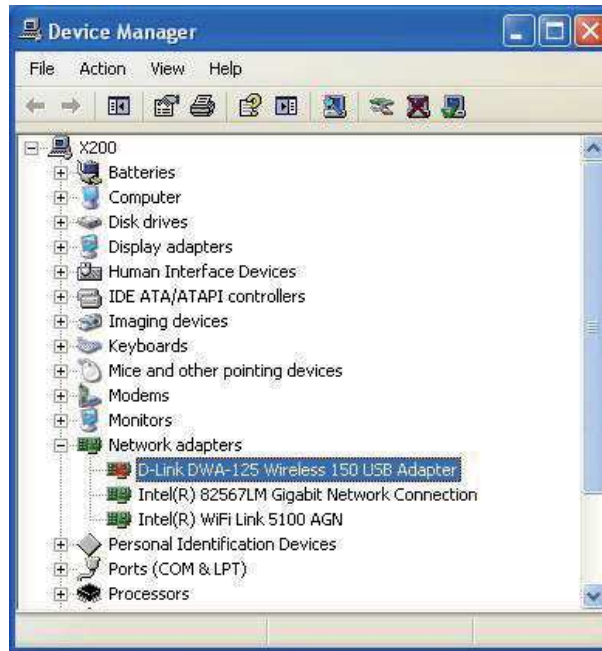 Device Manager
File Action View Help
X200
Batteries
Computer
Disk drives
Display adapters
Human Interface Devices
IDE ATA/ATAPI controllers
Imaging devices
Keyboards
Mice and other pointing devices
Modems
Monitors
Network adapters
D-Link DWA-125 Wireless 150 USB Adapter
Intel(R) 82567LM Gigabit Network Connection
Intel(R) WiFi Link 5100 AGN
Personal Identification Devices
Ports (COM & LPT)
Processors